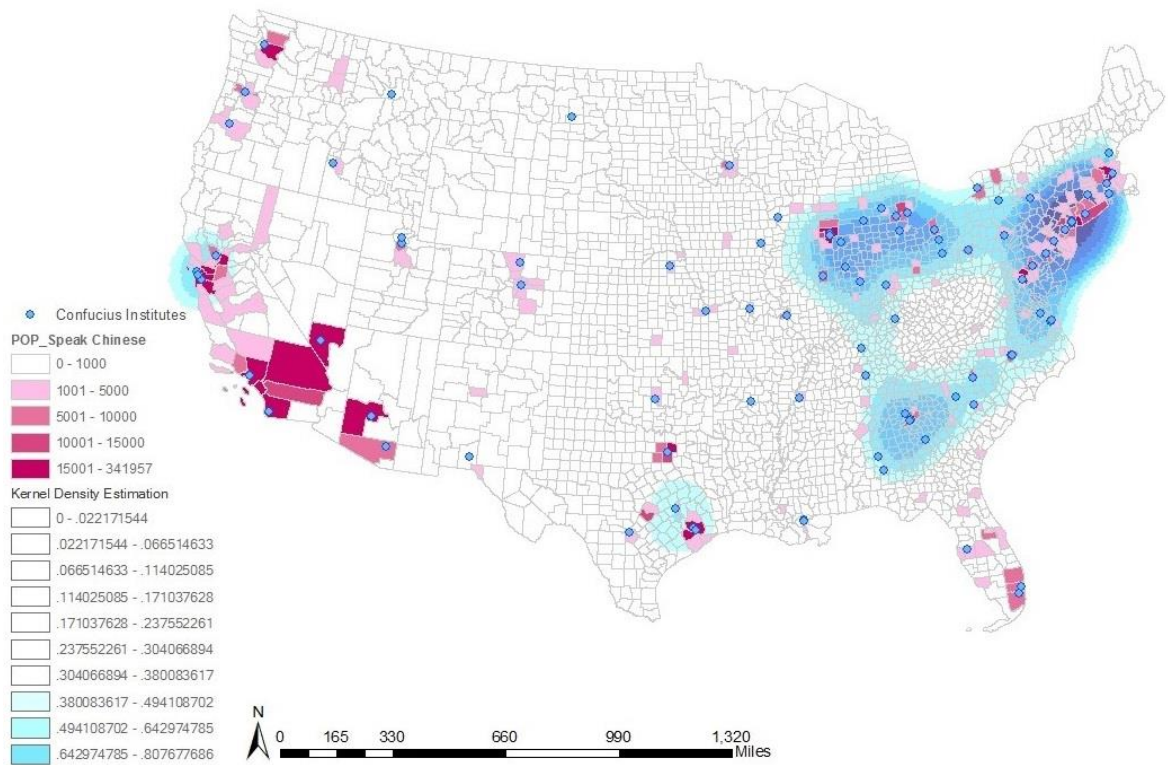 Confucius Institutes
POP_Speak Chinese
0 - 1000
1001 - 5000
5001 - 10000
10001 - 15000
15001 - 341957
Kernel Density Estimation
0 - .022171544
.022171544 - .066514633
.066514633 - .114025085
.114025085 - .171037628
.171037628 - .237552261
.237552261 - .304066894
.304066894 - .380083617
.380083617 - .494108702
.494108702 - .642974785
.642974785 - .807677686
N
0 165 330 660 990 1,320
Miles